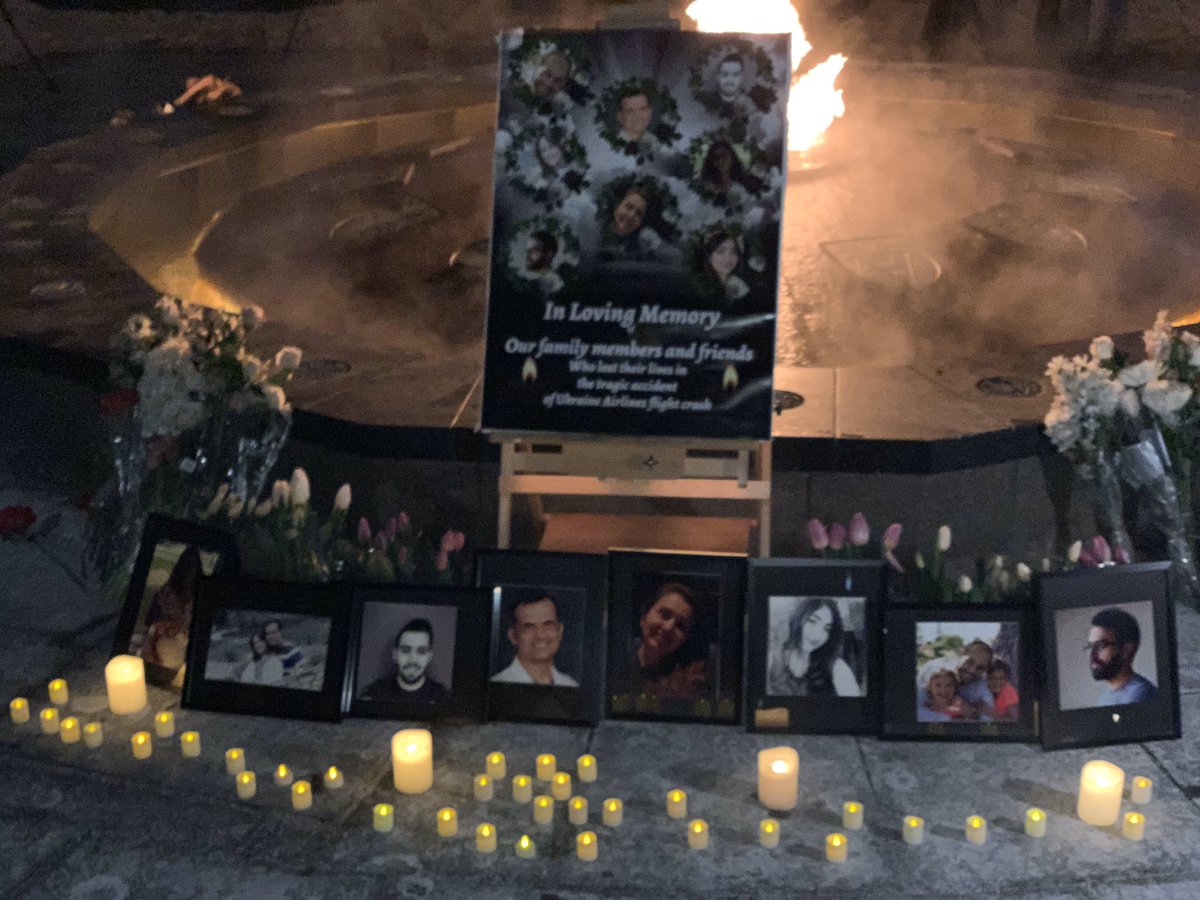 In Loving Memory
Our family members and friends
Who lost their lives in
the tragic accident
of Ukraine Airlines flight crash